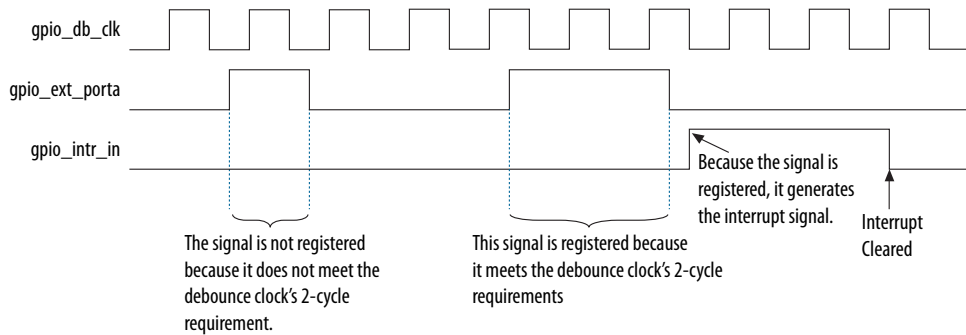 gpio_db_clk
gpio_ext_porta
gpio_intr_in
Because the signal is
registered, it generates
the interrupt signal.
Interrupt
Cleared
The signal is not registered
because it does not meet the
debounce clock's 2-cycle
requirement.
This signal is registered because
it meets the debounce clock's 2-cycle
requirements